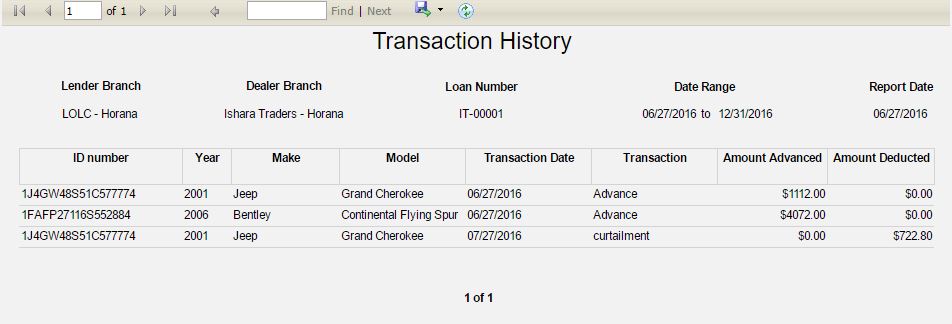 1 of 1 Find | Next
Transaction History
Lender Branch Dealer Branch Loan Number Date Range Report Date
LOLC - Horana Ishara Traders - Horana IT-00001 06/27/2016 to 12/31/2016 06/27/2016
ID number Year Make Model Transaction Date Transaction Amount Advanced Amount Deducted
1J4GW48S51C577774 2001 Jeep Grand Cherokee 06/27/2016 Advance $1112.00 $0.00
1FAFP27116S552884 2006 Bentley Continental Flying Spur 06/27/2016 Advance $4072.00 $0.00
1J4GW48S51C577774 2001 Jeep Grand Cherokee 07/27/2016 curtailment $0.00 $722.80
1 of 1